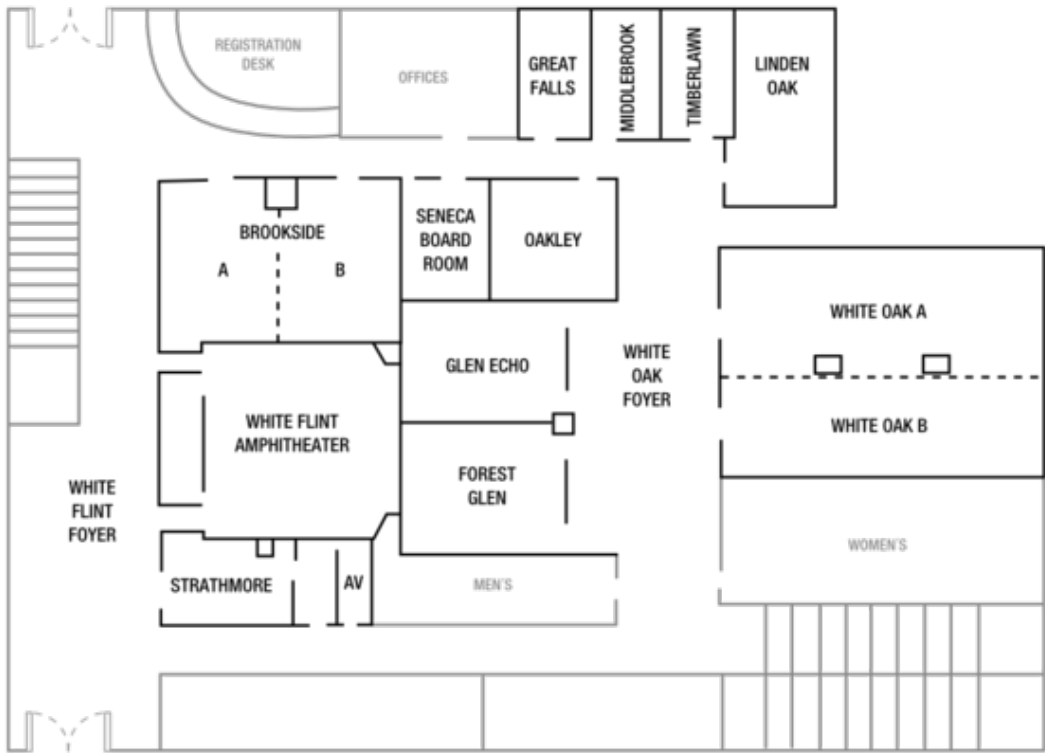 REGISTRATION
DESK
OFFICES
GREAT
FALLS
MIDDLEBROOK
TIMBERLAWN
LINDEN
OAK
BROOKSIDE
A
B
SENECA
BOARD
ROOM
OAKLEY
WHITE OAK A
GLEN ECHO
WHITE
OAK
FOYER
WHITE FLINT
AMPHITHEATER
WHITE OAK B
FOREST
GLEN
WHITE
FLINT
FOYER
WOMEN'S
STRATHMORE
AV
MEN'S